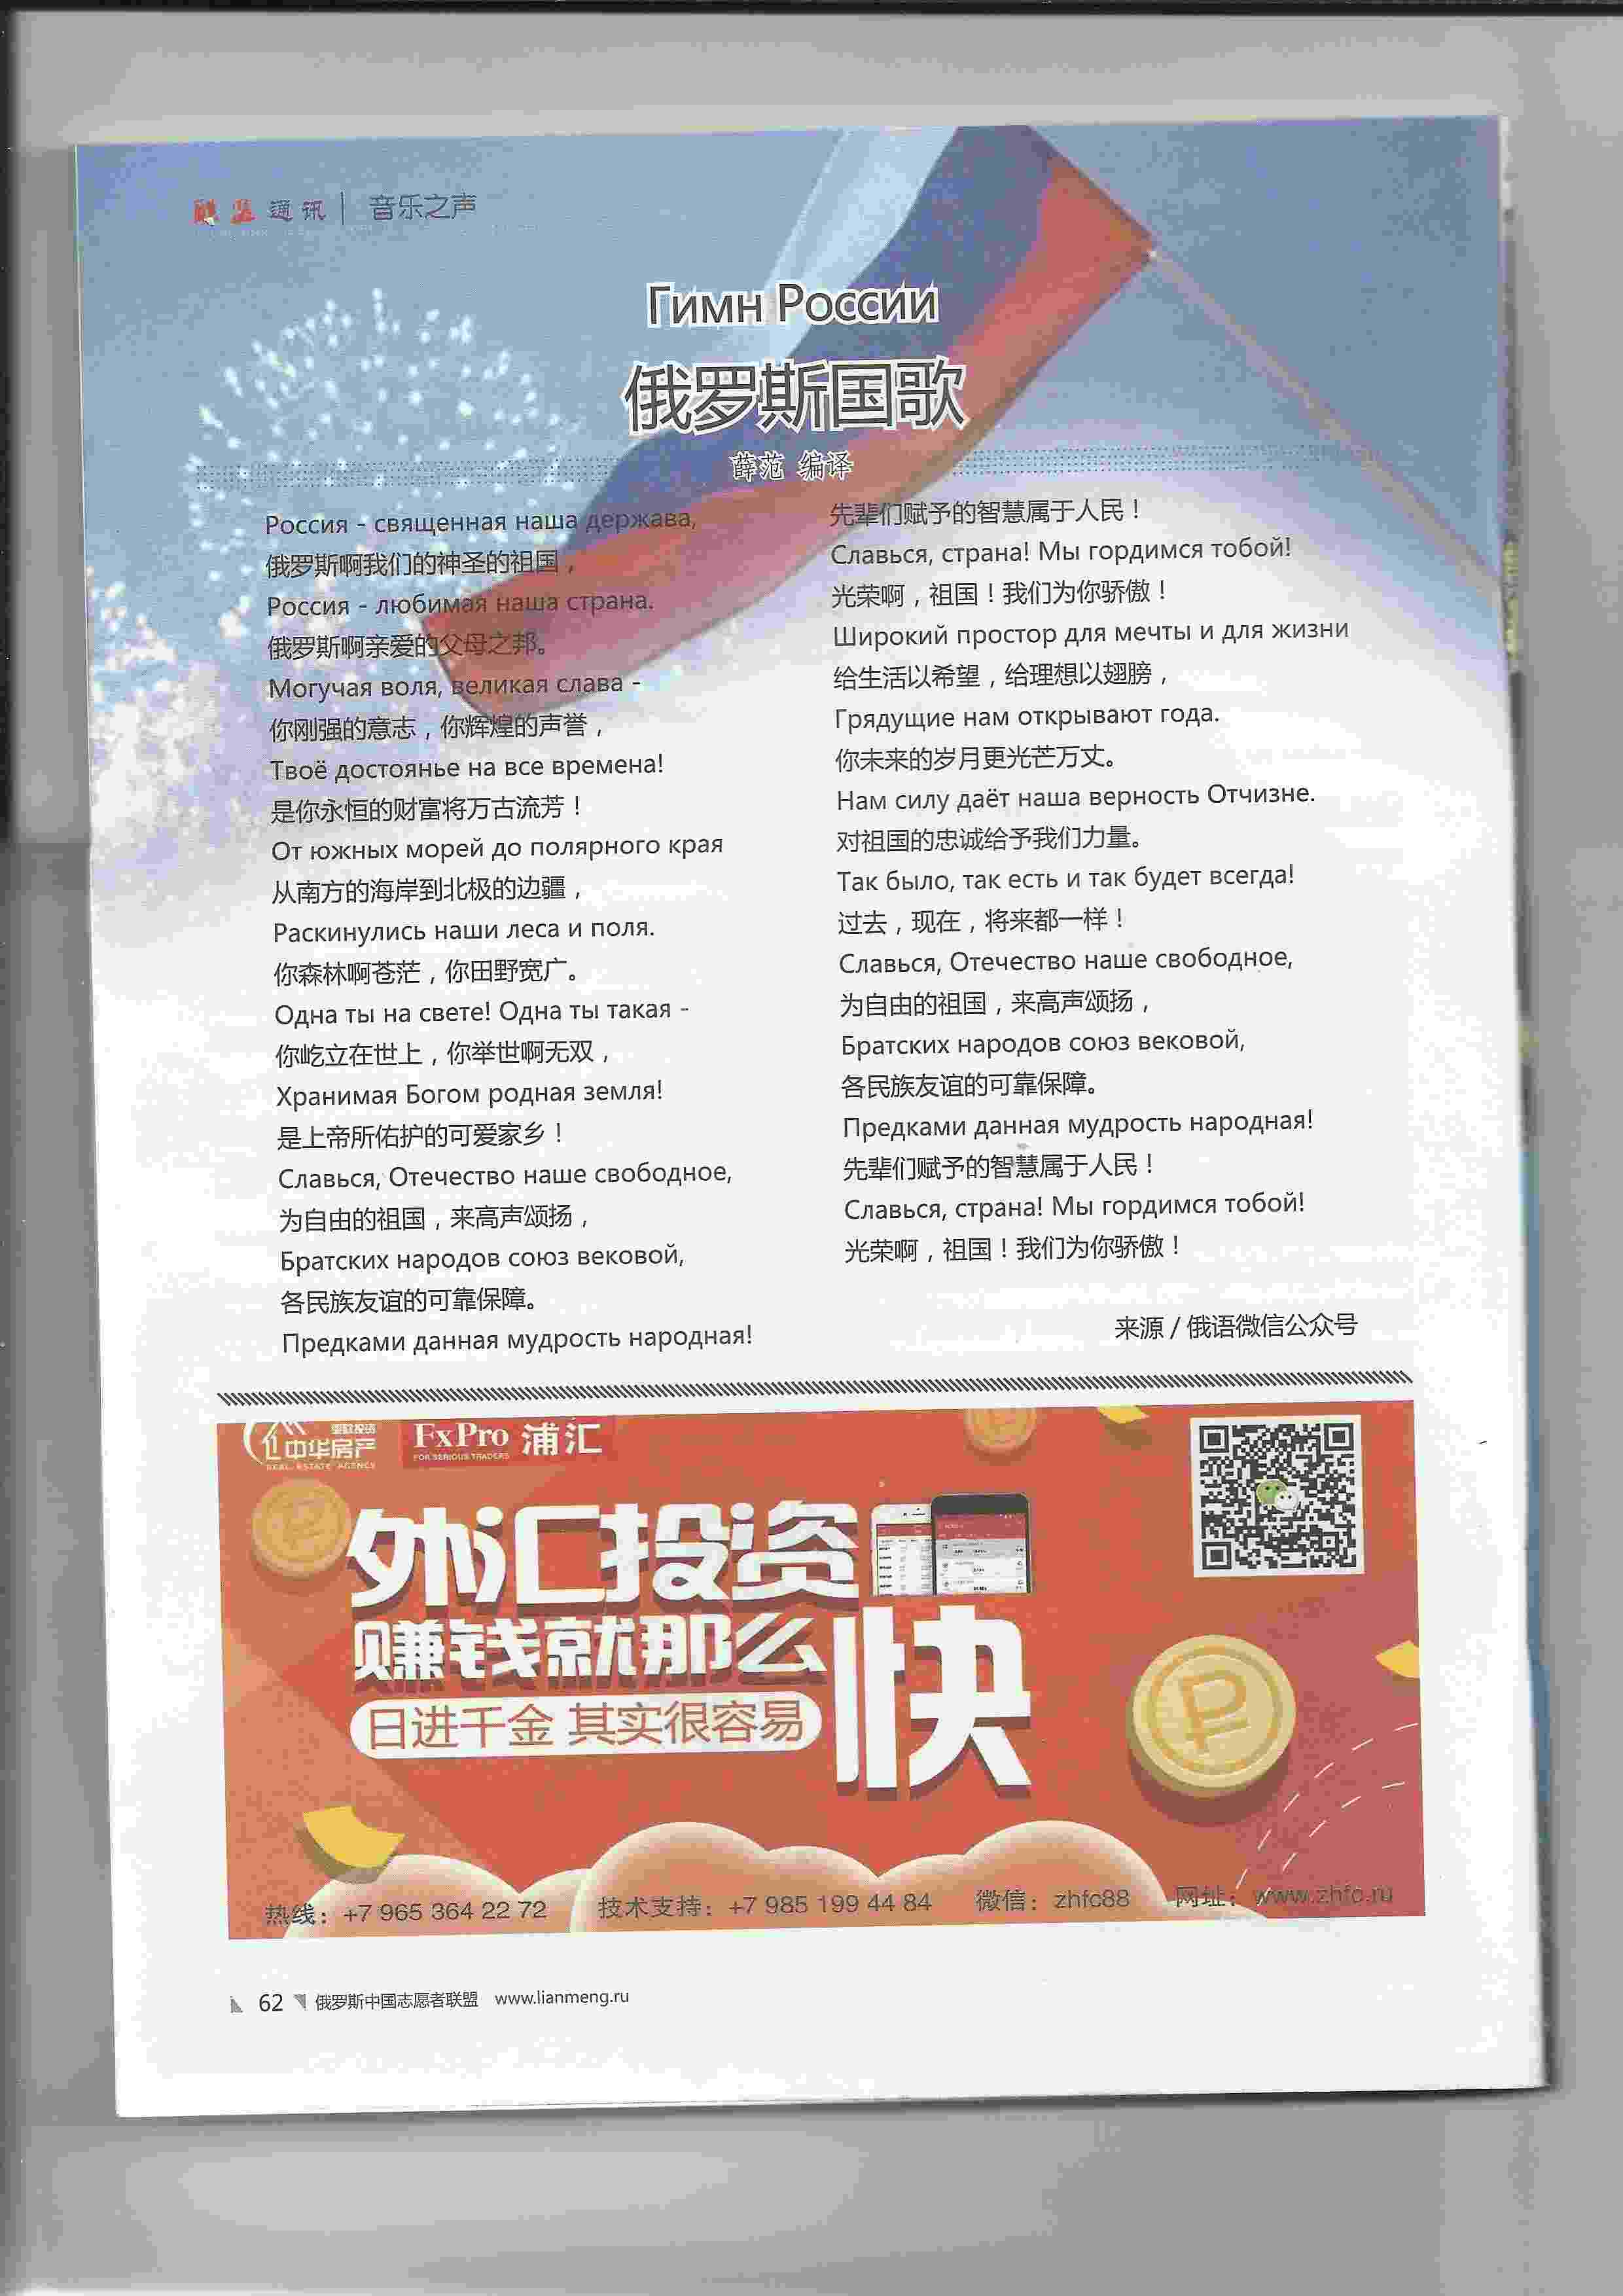 联盟通讯 | 音乐之声
Гимн России
俄罗斯国歌
薛范 编译
Россия - священная наша держава,
俄罗斯啊我们的神圣的祖国，
Россия - любимая наша страна.
俄罗斯啊亲爱的父母之邦。
Могучая воля, великая слава -
你刚强的意志，你辉煌的声誉，
Твоё достоянье на все времена!
是你永恒的财富将万古流芳！
От южных морей до полярного края
从南方的海岸到北极的边疆，
Раскинулись наши леса и поля.
你森林啊苍茫，你田野宽广。
Одна ты на свете! Одна ты такая -
你屹立在世上，你举世啊无双，
Хранимая Богом родная земля!
是上帝所佑护的可爱家乡！
Славься, Отечество наше свободное,
为自由的祖国，来高声颂扬，
Братских народов союз вековой,
各民族友谊的可靠保障。
Предками данная мудрость народная!
先辈们赋予的智慧属于人民！
Славься, страна! Мы гордимся тобой!
光荣啊，祖国！我们为你骄傲！
Широкий простор для мечты и для жизни
给生活以希望，给理想以翅膀，
Грядущие нам открывают года.
你未来的岁月更光芒万丈。
Нам силу даёт наша верность Отчизне.
对祖国的忠诚给予我们力量。
Так было, так есть и так будет всегда!
过去，现在，将来都一样！
Славься, Отечество наше свободное,
为自由的祖国，来高声颂扬，
Братских народов союз вековой,
各民族友谊的可靠保障。
Предками данная мудрость народная!
先辈们赋予的智慧属于人民！
Славься, страна! Мы гордимся тобой!
光荣啊，祖国！我们为你骄傲！
来源 / 俄语微信公众号
中华房产
REAL ESTATE AGENCY
FxPro 浦汇
FOR SERIOUS TRADERS
外汇投资
赚钱就那么快
日进千金 其实很容易
热线：+7 965 364 22 72 技术支持：+7 985 199 44 84 微信：zhfc88 网址：www.zhfc.ru
62 俄罗斯中国志愿者联盟 www.lianmeng.ru